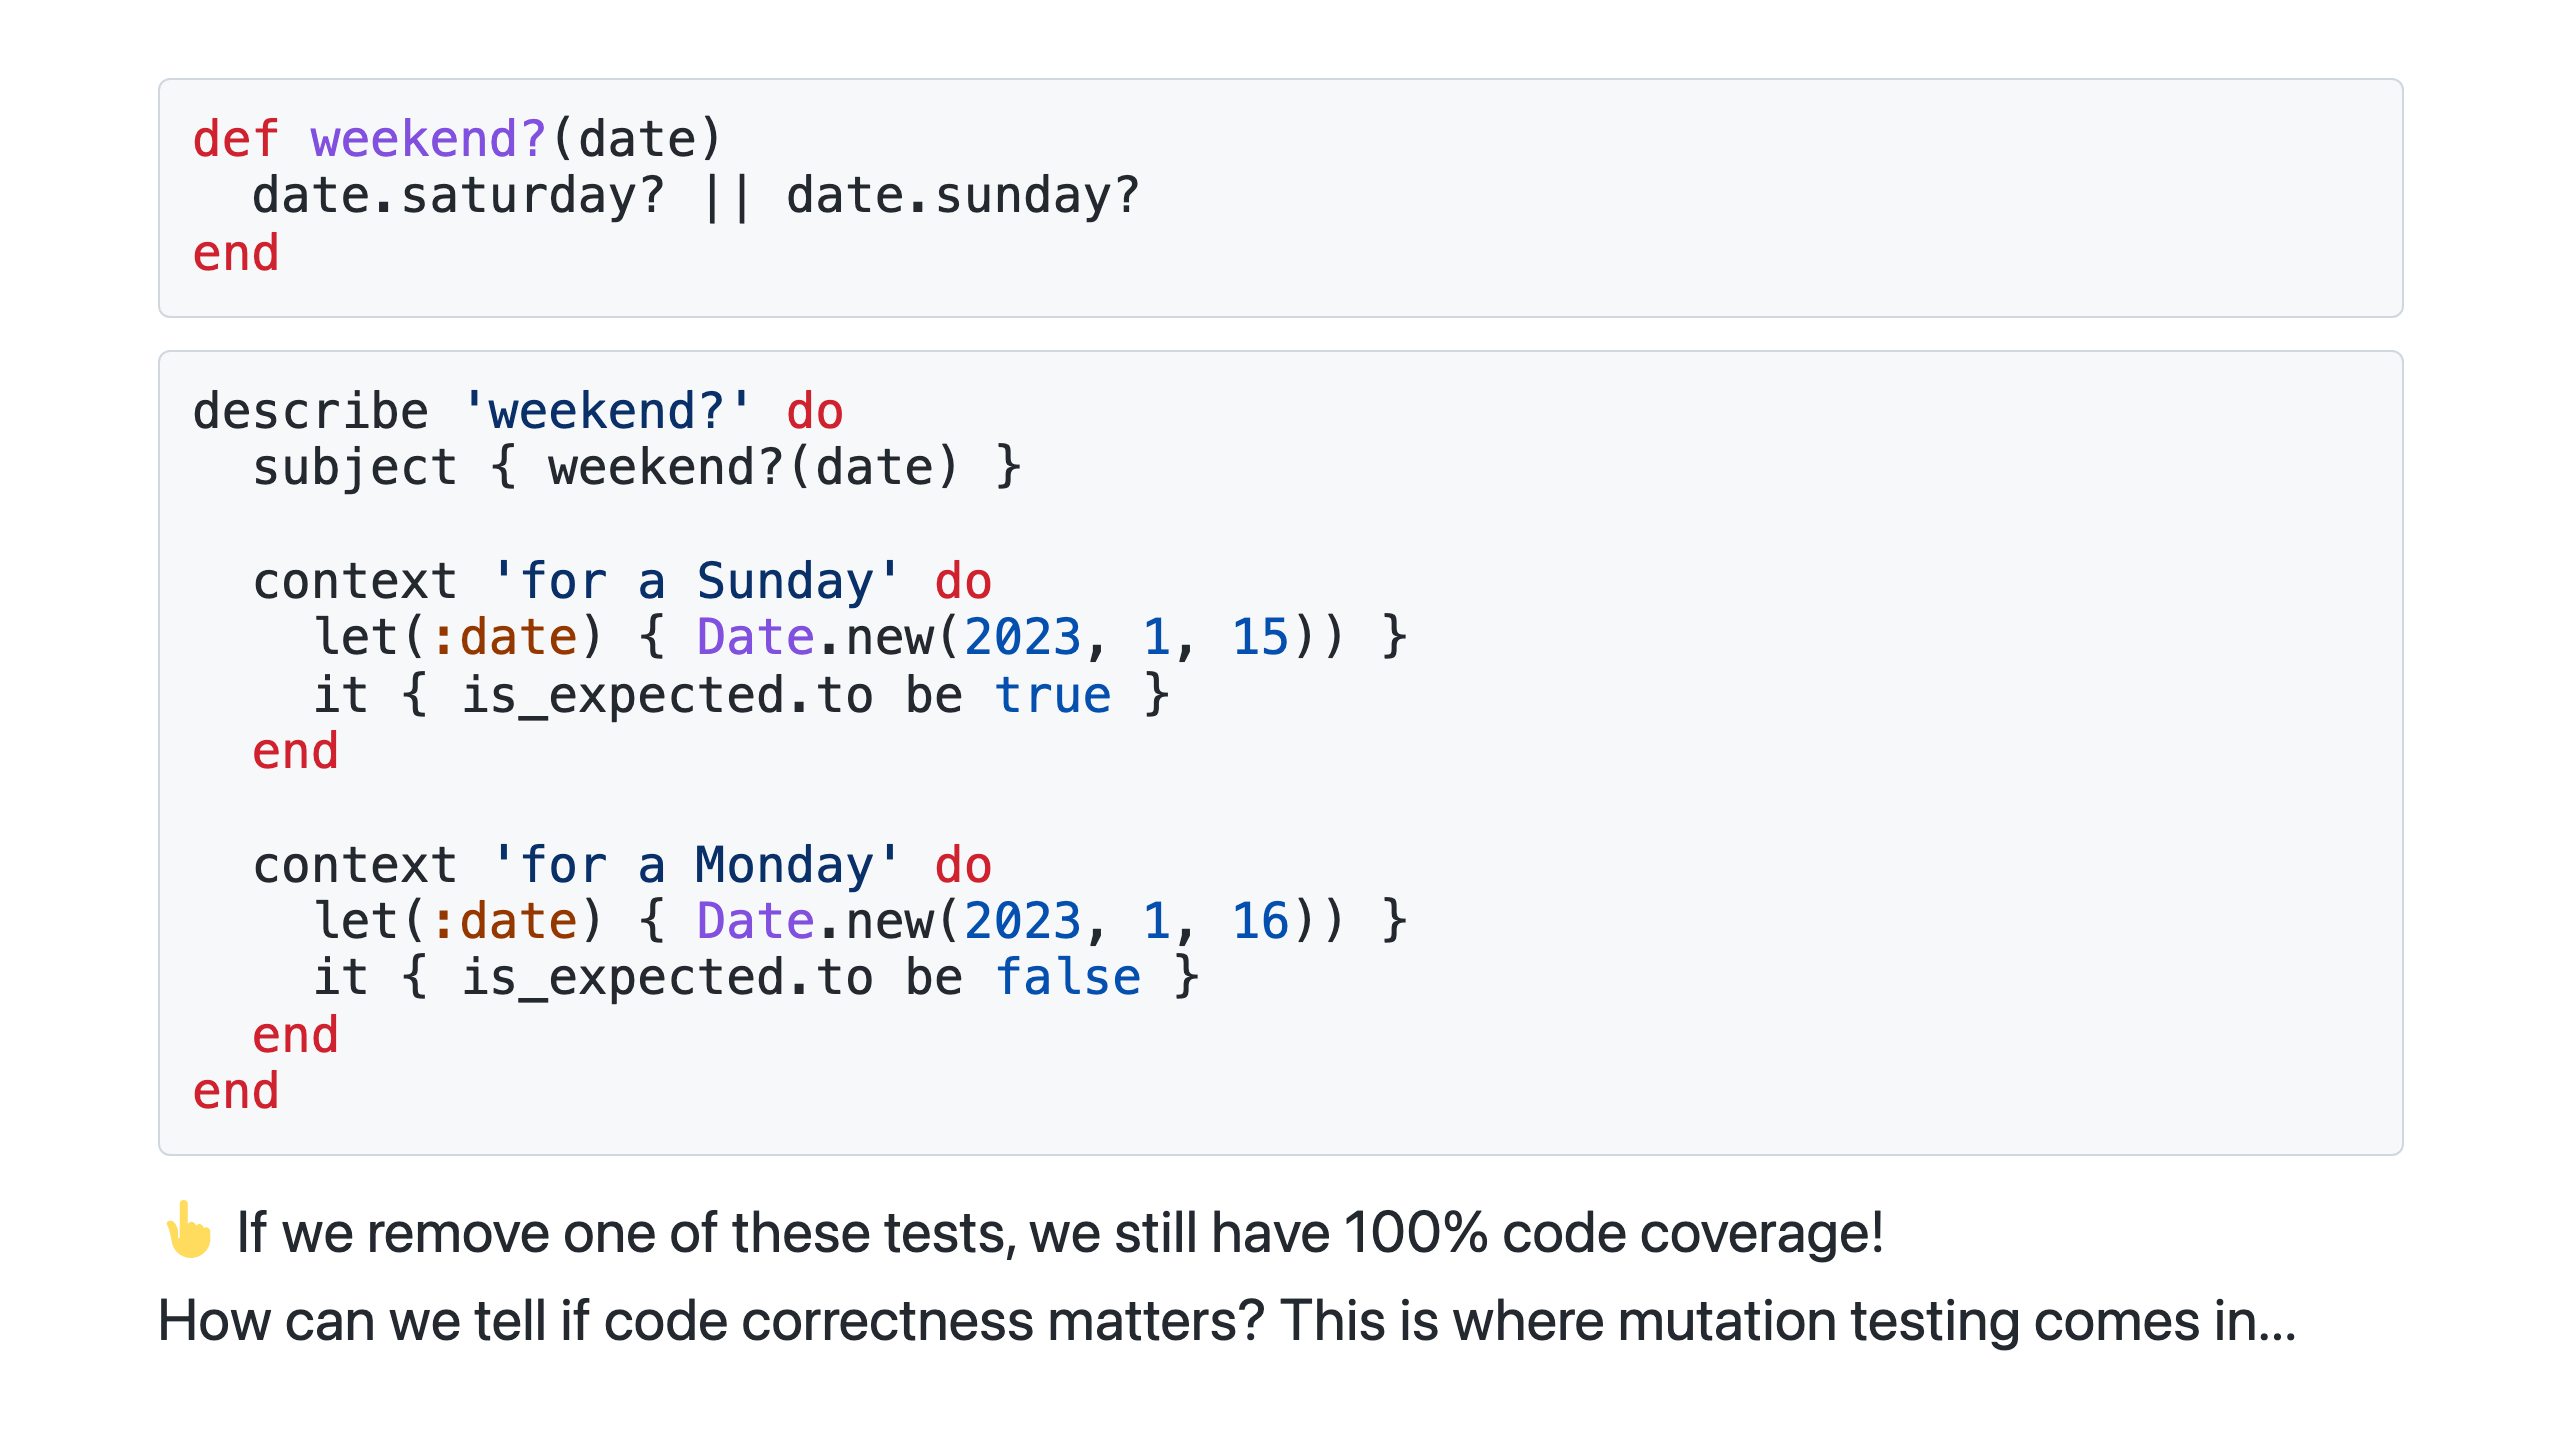 def weekend?(date)
  date.saturday? || date.sunday?
end
describe 'weekend?' do
  subject { weekend?(date) }
  context 'for a Sunday' do
    let(:date) { Date.new(2023, 1, 15)) }
    it { is_expected.to be true }
  end
  context 'for a Monday' do
    let(:date) { Date.new(2023, 1, 16)) }
    it { is_expected.to be false }
  end
end
👆 If we remove one of these tests, we still have 100% code coverage!
How can we tell if code correctness matters? This is where mutation testing comes in...